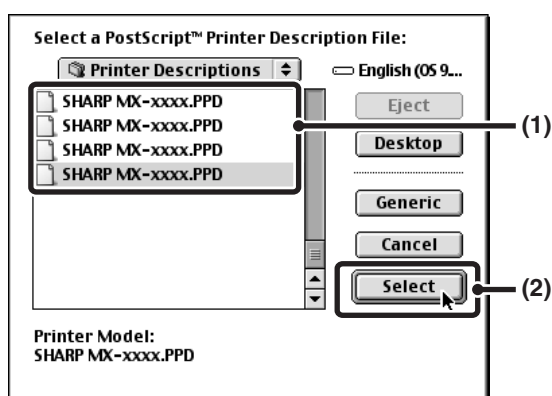 Select a PostScript™ Printer Description File:
Printer Descriptions
English (OS 9....
SHARP MX-xxxx.PPD
SHARP MX-xxxx.PPD
SHARP MX-xxxx.PPD
SHARP MX-xxxx.PPD
Eject
(1)
Desktop
Generic
Cancel
Select
(2)
Printer Model:
SHARP MX-xxxx.PPD